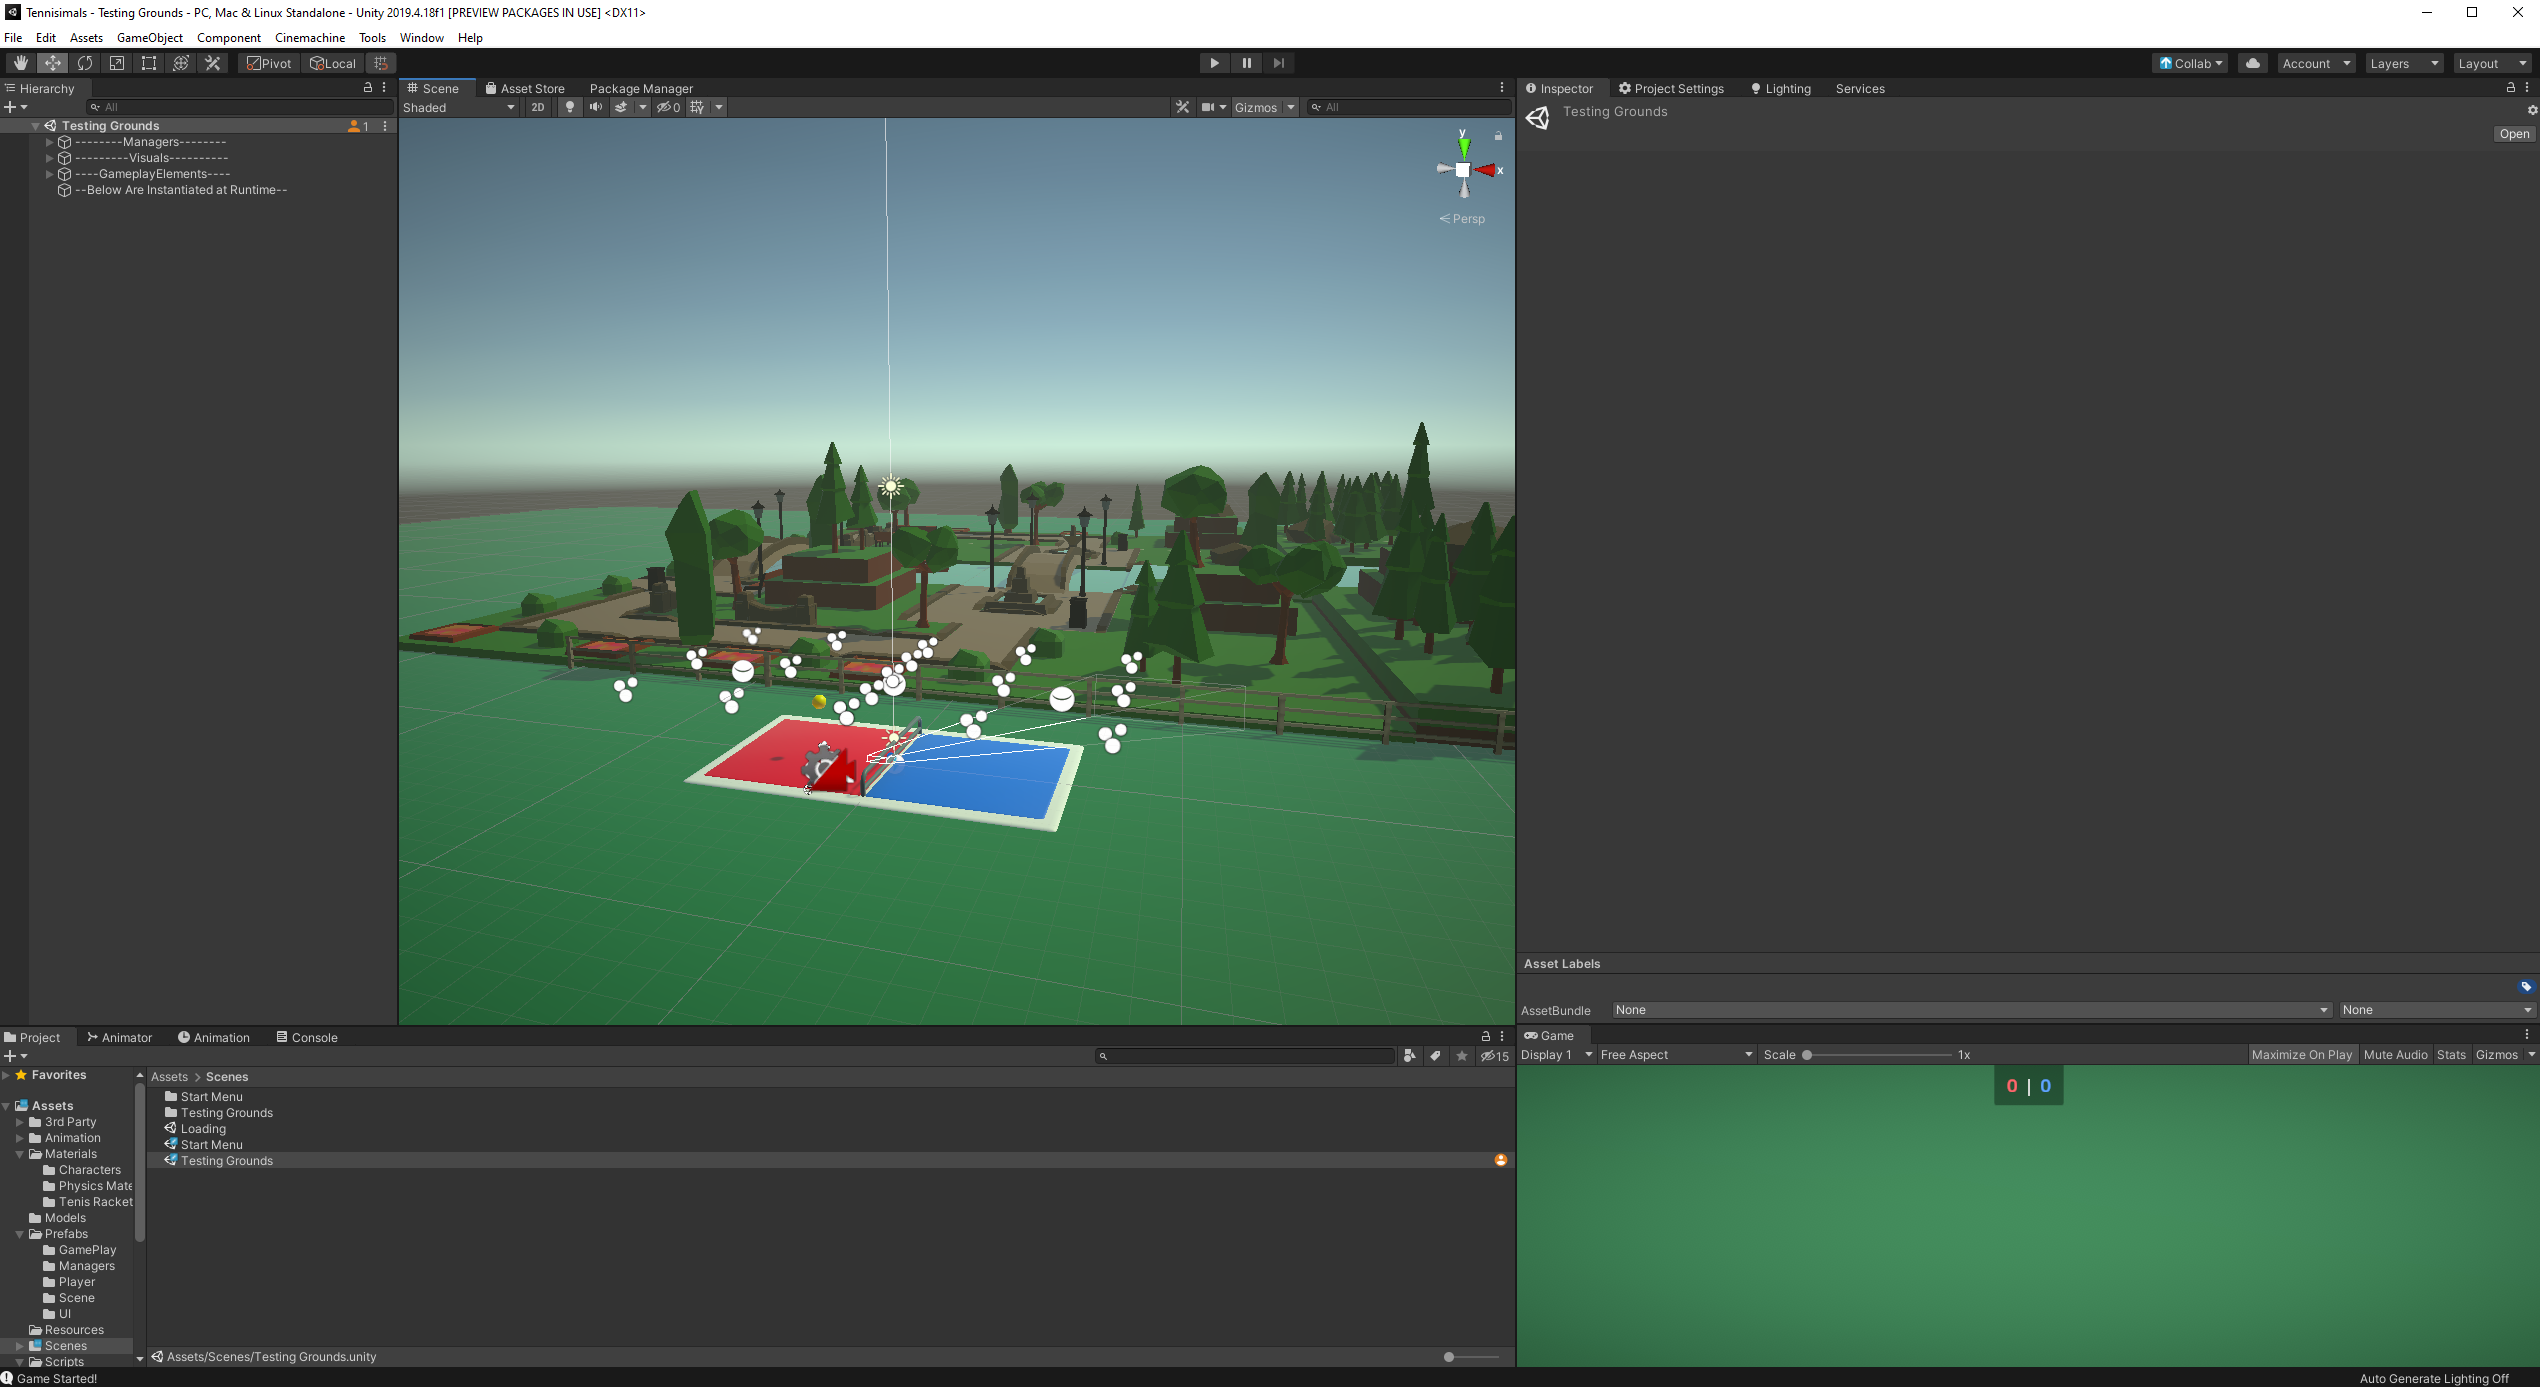 Tennisimals - Testing Grounds - PC, Mac & Linux Standalone - Unity 2019.4.18f1 [PREVIEW PACKAGES IN USE] <DX11>
File Edit Assets GameObject Component Cinemachine Tools Window Help
Pivot Local Collab Account Layers Layout
Hierarchy
All
Testing Grounds 1
--------Managers--------
---------Visuals----------
----GameplayElements----
--Below Are Instantiated at Runtime--
Scene Asset Store Package Manager
Shaded 2D 0 Gizmos All
y
x
Persp
Inspector Project Settings Lighting Services
Testing Grounds
Open
Asset Labels
AssetBundle None None
Project Animator Animation Console
15
Favorites
Assets
3rd Party
Animation
Materials
Characters
Physics Mate
Tenis Racket
Models
Prefabs
GamePlay
Managers
Player
Scene
UI
Resources
Scenes
Scripts
Assets > Scenes
Start Menu
Testing Grounds
Loading
Start Menu
Testing Grounds
Assets/Scenes/Testing Grounds.unity
Game
Display 1 Free Aspect Scale 1x Maximize On Play Mute Audio Stats Gizmos
0 | 0
Game Started!
Auto Generate Lighting Off